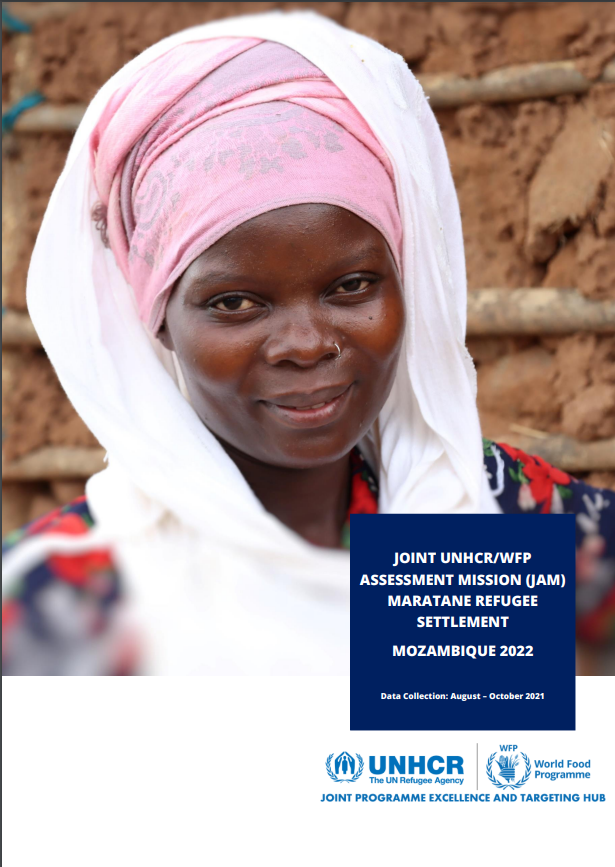 JOINT UNHCR/WFP
ASSESSMENT MISSION (JAM)
MARATANE REFUGEE
SETTLEMENT
MOZAMBIQUE 2022
Data Collection: August – October 2021
UNHCR
The UN Refugee Agency
WFP
World Food
Programme
JOINT PROGRAMME EXCELLENCE AND TARGETING HUB